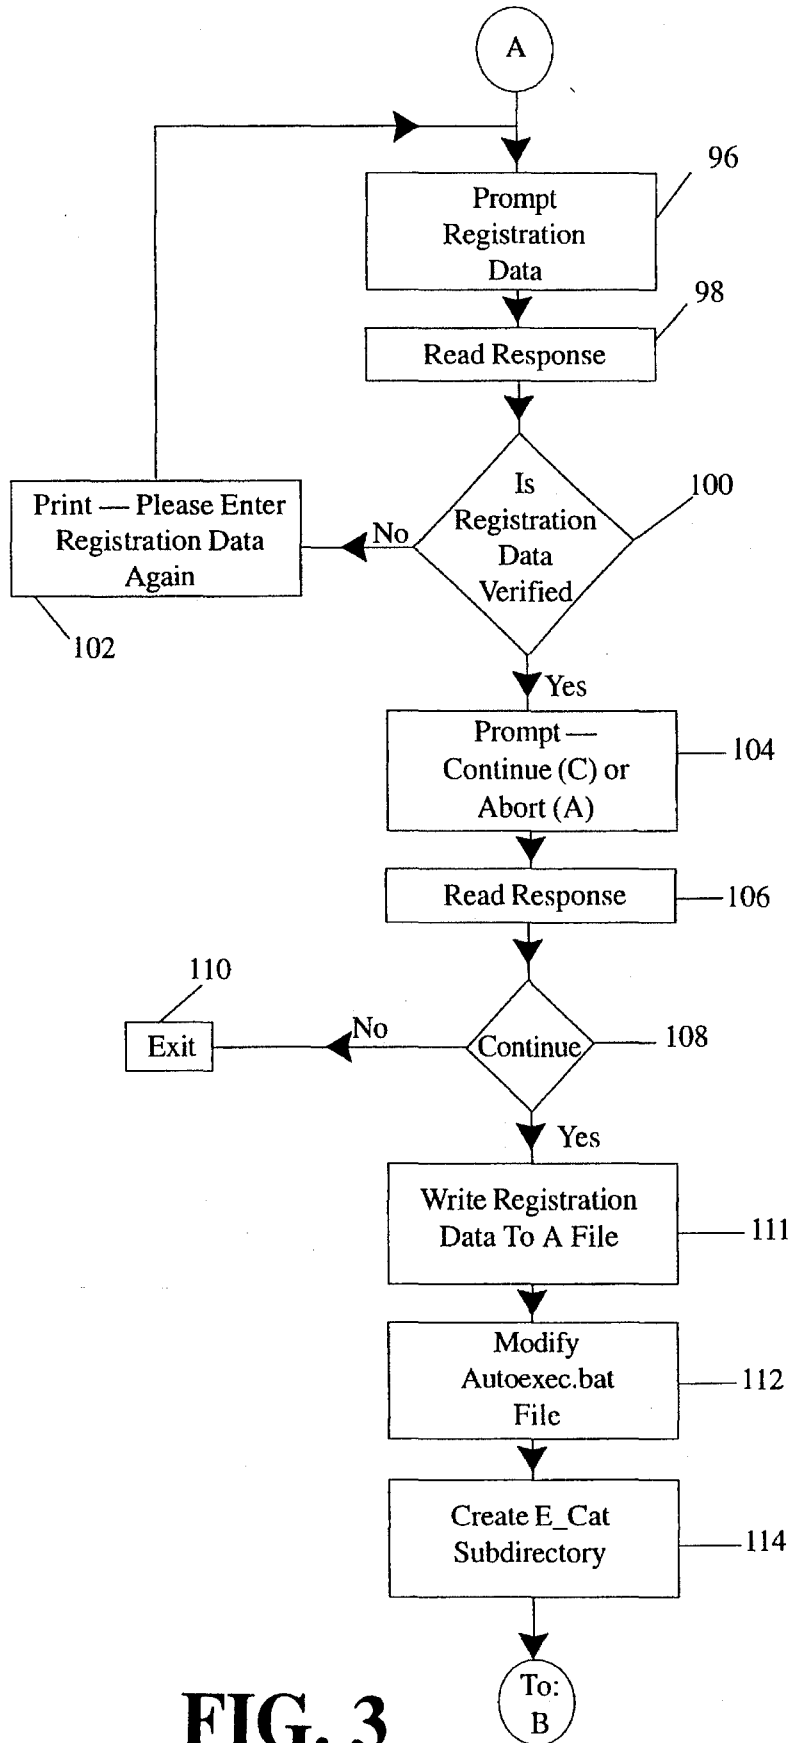 A
96
Prompt
Registration
Data
98
Read Response
100
Is
Registration
Data
Verified
No
Print — Please Enter
Registration Data
Again
102
Yes
Prompt —
Continue (C) or
Abort (A)
104
Read Response
106
110
Exit
No
Continue
108
Yes
Write Registration
Data To A File
111
Modify
Autoexec.bat
File
112
Create E_Cat
Subdirectory
114
To:
B
FIG. 3